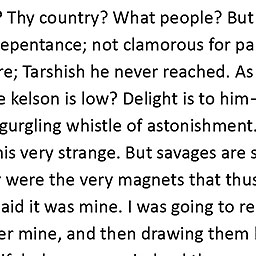 ? Thy country? What people? But
epentance; not clamorous for pa
re; Tarshish he never reached. As
e kelson is low? Delight is to him—
gurgling whistle of astonishment.
his very strange. But savages are s
were the very magnets that thus
aid it was mine. I was going to re
er mine, and then drawing them